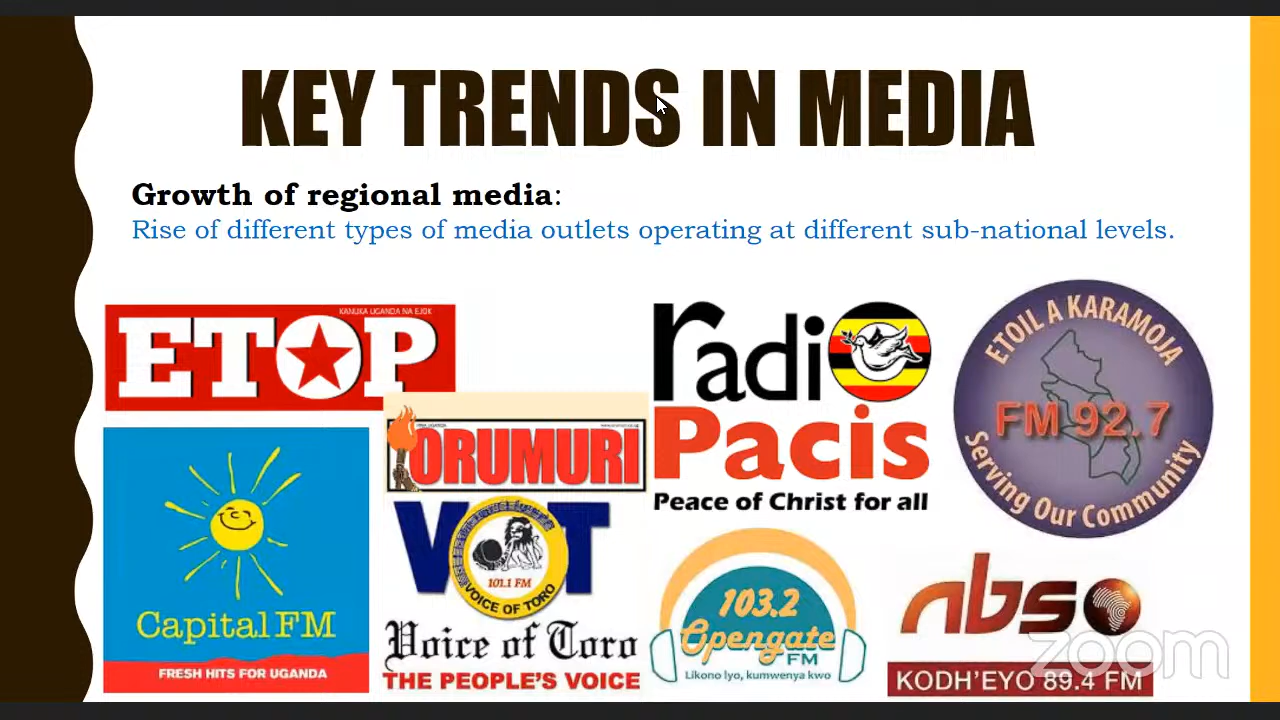 KEY TRENDS IN MEDIA
Growth of regional media:
Rise of different types of media outlets operating at different sub-national levels.
KANUKA UGANDA NA EJOK
ETOP
ORUMURI
VOT
101.1 FM
VOICE OF TORO
Voice of Toro
THE PEOPLE'S VOICE
Capital FM
FRESH HITS FOR UGANDA
radio
Pacis
Peace of Christ for all
103.2
Opengate
FM
Likono lyo, kumwenya kwo
ETOIL A KARAMOJA
FM 92.7
Serving Our Community
nbs
KODH'EYO 89.4 FM
zoom